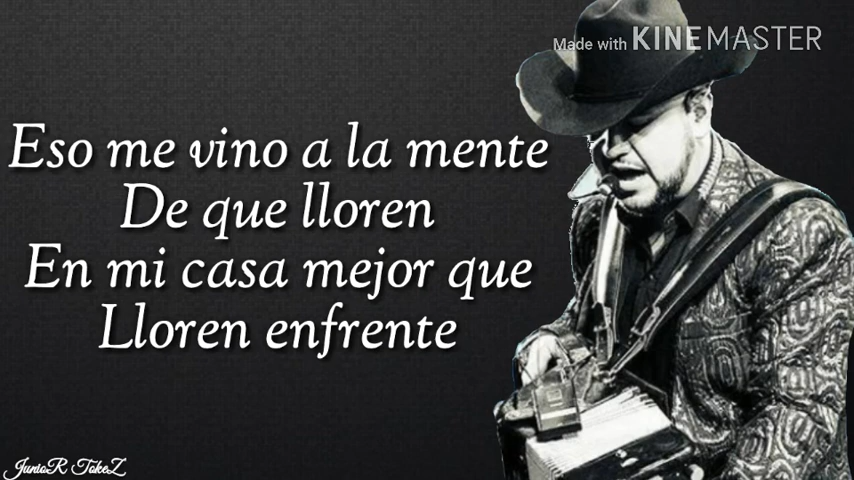 Made with KINEMASTER
Eso me vino a la mente
De que lloren
En mi casa mejor que
Lloren enfrente
JunioR TokeZ